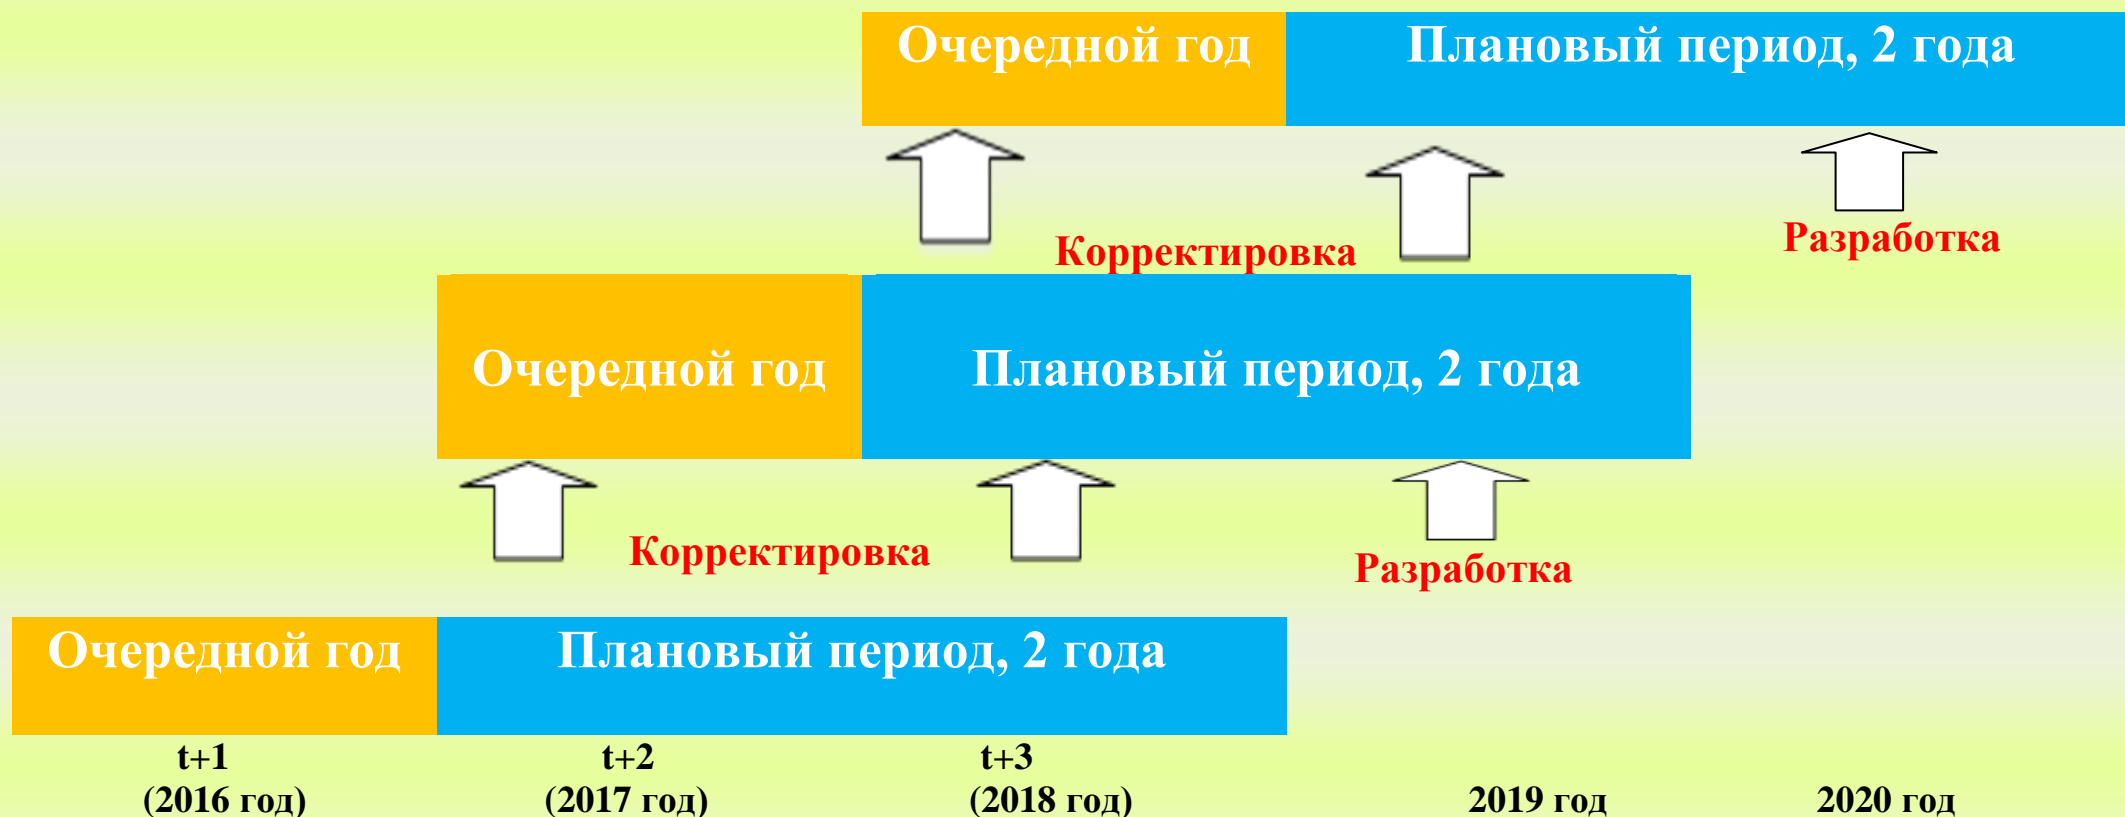 Очередной год
Плановый период, 2 года
Корректировка
Разработка
Очередной год
Плановый период, 2 года
Корректировка
Разработка
Очередной год
Плановый период, 2 года
t+1
(2016 год)
t+2
(2017 год)
t+3
(2018 год)
2019 год
2020 год